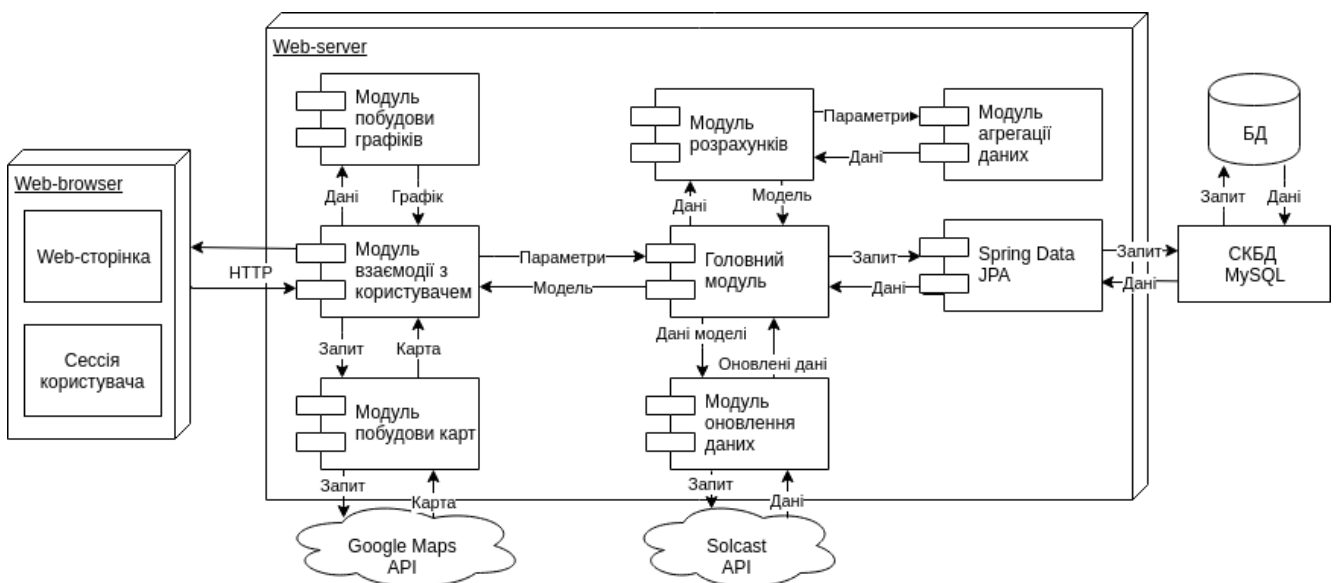 Web-server
Модуль
побудови
графіків
Модуль
розрахунків
Параметри
Дані
Модуль
агрегації
даних
БД
Web-browser
Web-сторінка
Сессія
користувача
HTTP
Дані
Графік
Дані
Модель
Запит
Дані
Модуль
взаємодії з
користувачем
Параметри
Модель
Головний
модуль
Запит
Дані
Spring Data
JPA
Запит
Дані
СКБД
MySQL
Запит
Карта
Дані моделі
Оновлені дані
Модуль
побудови карт
Модуль
оновлення
даних
Запит
Карта
Запит
Дані
Google Maps
API
Solcast
API